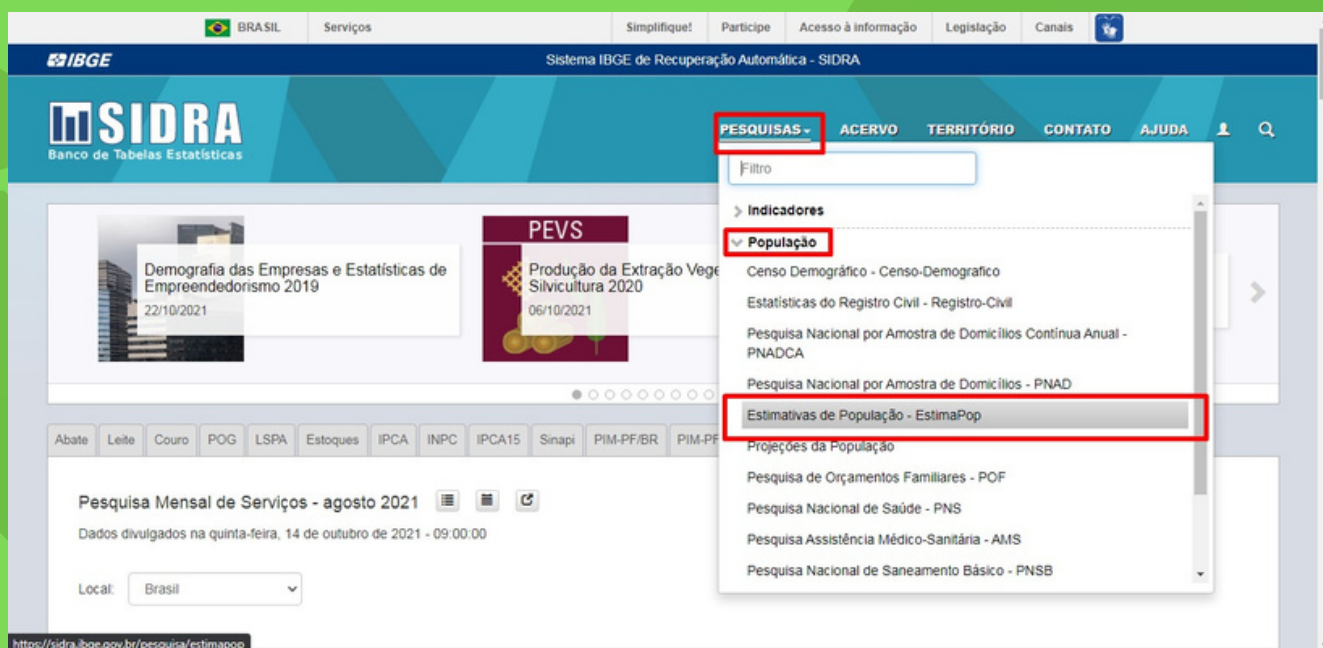 BRASIL Serviços Simplifique! Participe Acesso à informação Legislação Canais
IBGE Sistema IBGE de Recuperação Automática - SIDRA
SIDRA
Banco de Tabelas Estatísticas
PESQUISAS ACERVO TERRITÓRIO CONTATO AJUDA
Filtro
Indicadores
População
Censo Demográfico - Censo-Demografico
Estatísticas do Registro Civil - Registro-Civil
Pesquisa Nacional por Amostra de Domicílios Contínua Anual -
PNADCA
Pesquisa Nacional por Amostra de Domicílios - PNAD
Estimativas de População - EstimaPop
Projeções da População
Pesquisa de Orçamentos Familiares - POF
Pesquisa Nacional de Saúde - PNS
Pesquisa Assistência Médico-Sanitária - AMS
Pesquisa Nacional de Saneamento Básico - PNSB
Demografia das Empresas e Estatísticas de
Empreendedorismo 2019
22/10/2021
PEVS
Produção da Extração Vege
Silvicultura 2020
06/10/2021
Abate Leite Couro POG LSPA Estoques IPCA INPC IPCA15 Sinapi PIM-PF/BR PIM-PF
Pesquisa Mensal de Serviços - agosto 2021
Dados divulgados na quinta-feira, 14 de outubro de 2021 - 09:00:00
Local: Brasil
https://sidra.ibge.gov.br/pesquisa/estimapop